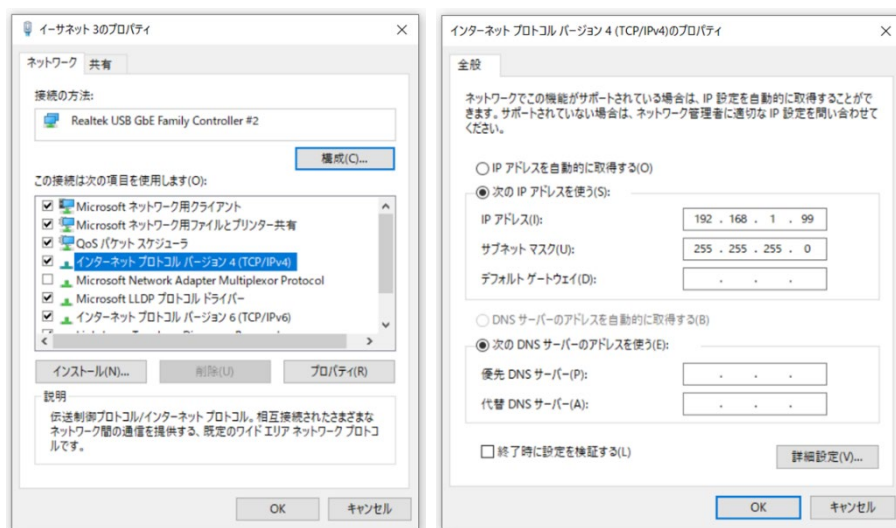 イーサネット 3のプロパティ
ネットワーク 共有
接続の方法:
Realtek USB GbE Family Controller #2
構成(C)...
この接続は次の項目を使用します(O):
Microsoft ネットワーク用クライアント
Microsoft ネットワーク用ファイルとプリンター共有
QoS パケット スケジューラ
インターネット プロトコル バージョン 4 (TCP/IPv4)
Microsoft Network Adapter Multiplexor Protocol
Microsoft LLDP プロトコル ドライバー
インターネット プロトコル バージョン 6 (TCP/IPv6)
インストール(N)... 削除(U) プロパティ(R)
説明
伝送制御プロトコル/インターネット プロトコル。相互接続されたさまざまな
ネットワーク間の通信を提供する、既定のワイド エリア ネットワーク プロトコ
ルです。
OK キャンセル
インターネット プロトコル バージョン 4 (TCP/IPv4)のプロパティ
全般
ネットワークでこの機能がサポートされている場合は、IP 設定を自動的に取得することがで
きます。サポートされていない場合は、ネットワーク管理者に適切な IP 設定を問い合わせて
ください。
IP アドレスを自動的に取得する(O)
次の IP アドレスを使う(S):
IP アドレス(I): 192 . 168 . 1 . 99
サブネット マスク(U): 255 . 255 . 255 . 0
デフォルト ゲートウェイ(D): . . .
DNS サーバーのアドレスを自動的に取得する(B)
次の DNS サーバーのアドレスを使う(E):
優先 DNS サーバー(P): . . .
代替 DNS サーバー(A): . . .
終了時に設定を検証する(L)
詳細設定(V)...
OK キャンセル